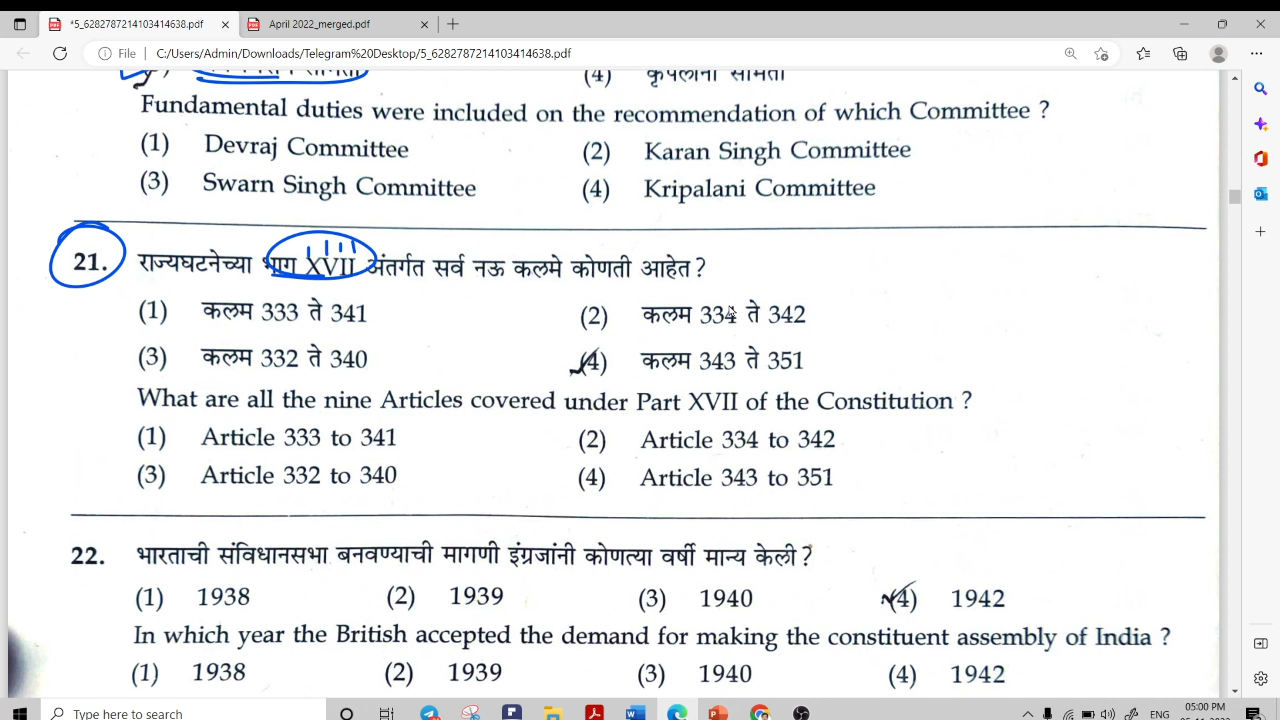 *5_6282787214103414638.pdf
April 2022_merged.pdf
File C:/Users/Admin/Downloads/Telegram%20Desktop/5_6282787214103414638.pdf
(4) कृपलानी समिती
Fundamental duties were included on the recommendation of which Committee ?
(1) Devraj Committee (2) Karan Singh Committee
(3) Swarn Singh Committee (4) Kripalani Committee
21. राज्यघटनेच्या भाग XVII अंतर्गत सर्व नऊ कलमे कोणती आहेत ?
(1) कलम 333 ते 341 (2) कलम 334 ते 342
(3) कलम 332 ते 340 (4) कलम 343 ते 351
What are all the nine Articles covered under Part XVII of the Constitution ?
(1) Article 333 to 341 (2) Article 334 to 342
(3) Article 332 to 340 (4) Article 343 to 351
22. भारताची संविधानसभा बनवण्याची मागणी इंग्रजांनी कोणत्या वर्षी मान्य केली ?
(1) 1938 (2) 1939 (3) 1940 (4) 1942
In which year the British accepted the demand for making the constituent assembly of India ?
(1) 1938 (2) 1939 (3) 1940 (4) 1942
Type here to search
ENG
05:00 PM